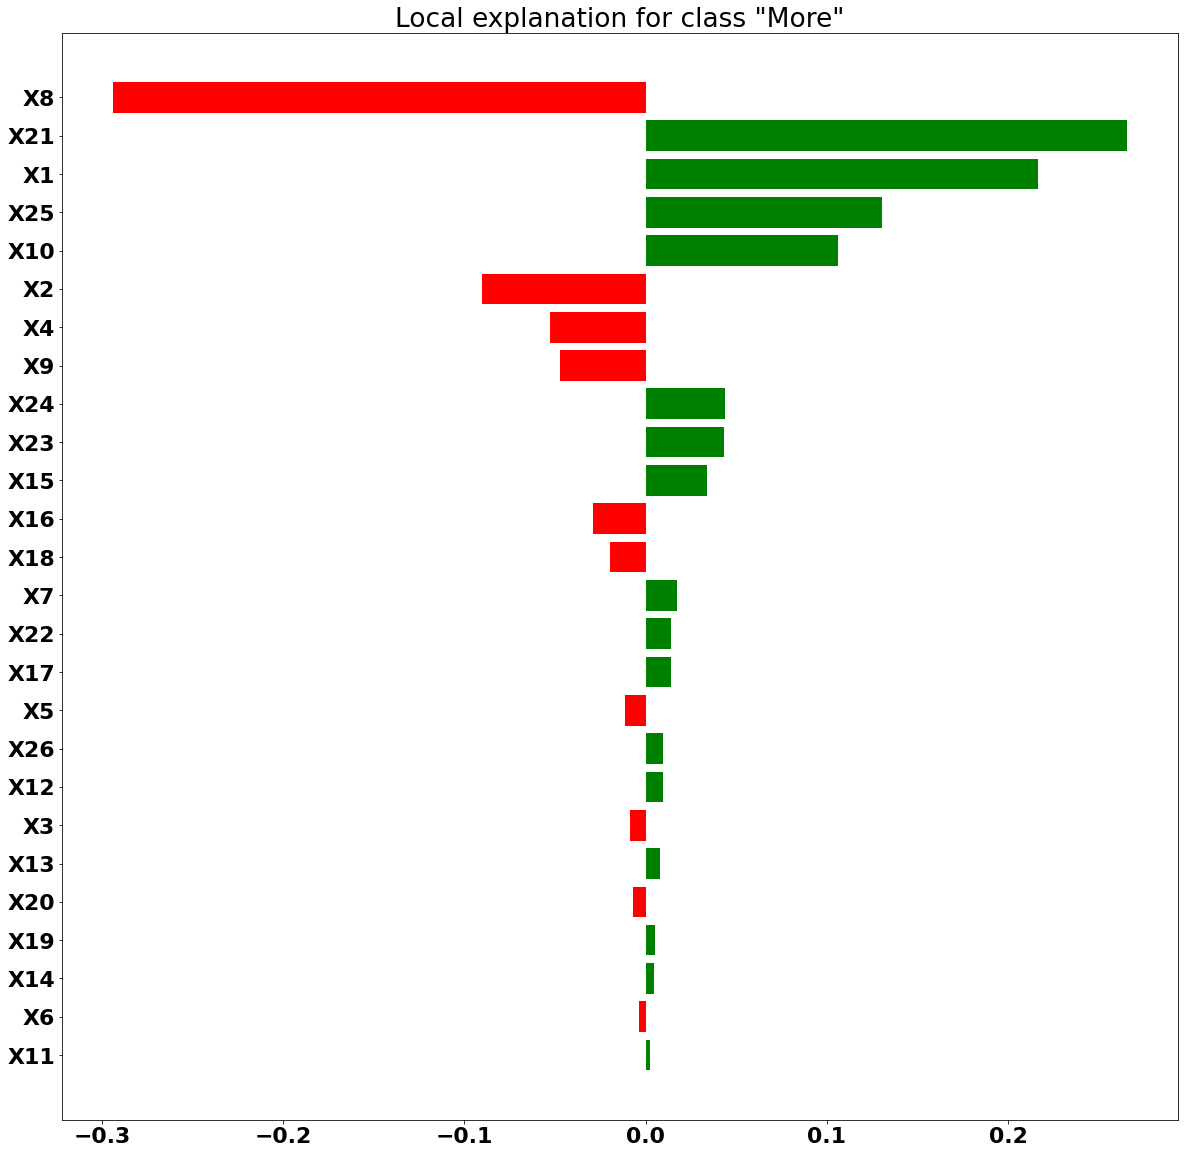 Local explanation for class "More"
X8
X21
X1
X25
X10
X2
X4
X9
X24
X23
X15
X16
X18
X7
X22
X17
X5
X26
X12
X3
X13
X20
X19
X14
X6
X11
−0.3 −0.2 −0.1 0.0 0.1 0.2